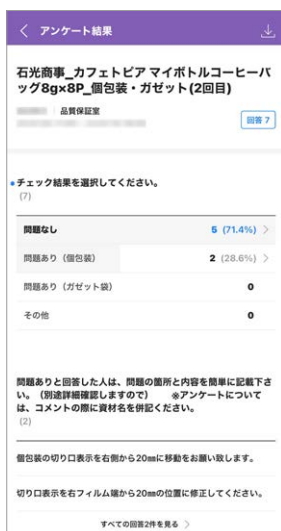 アンケート結果
石光商事_カフェトピア マイボトルコーヒーバ
ッグ8g×8P_個包装・ガゼット(2回目)
品質保証室
回答 7
チェック結果を選択してください。
(7)
問題なし 5 (71.4%)
問題あり（個包装） 2 (28.6%)
問題あり（ガゼット袋） 0
その他 0
問題ありと回答した人は、問題の箇所と内容を簡単に記載下さ
い。（別途詳細確認しますので） ※アンケートについて
は、コメントの際に資材名を併記ください。
(2)
個包装の切り口表示を右側から20㎜に移動をお願い致します。
切り口表示を右フィルム端から20㎜の位置に修正してください。
すべての回答2件を見る